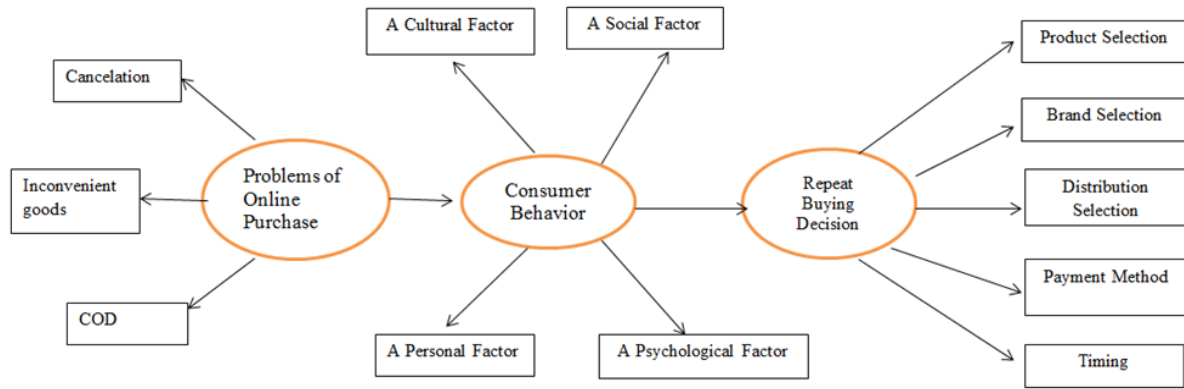 Cancelation
Inconvenient
goods
COD
Problems of
Online
Purchase
A Cultural Factor
A Social Factor
Consumer
Behavior
A Personal Factor
A Psychological Factor
Repeat
Buying
Decision
Product Selection
Brand Selection
Distribution
Selection
Payment Method
Timing